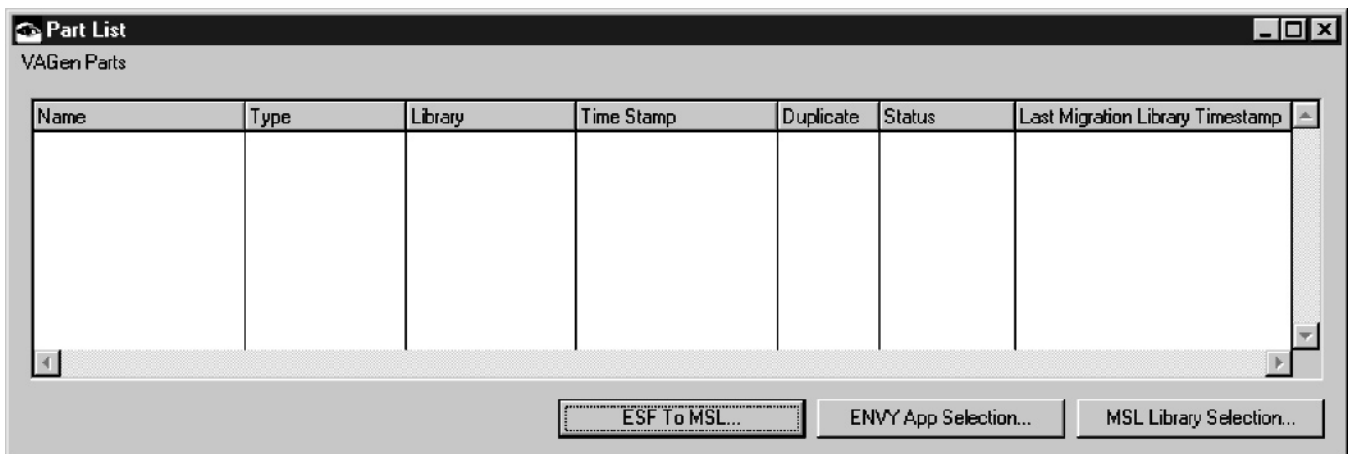 Part List
VAGen Parts
Name Type Library Time Stamp Duplicate Status Last Migration Library Timestamp
ESF To MSL... ENVY App Selection... MSL Library Selection...